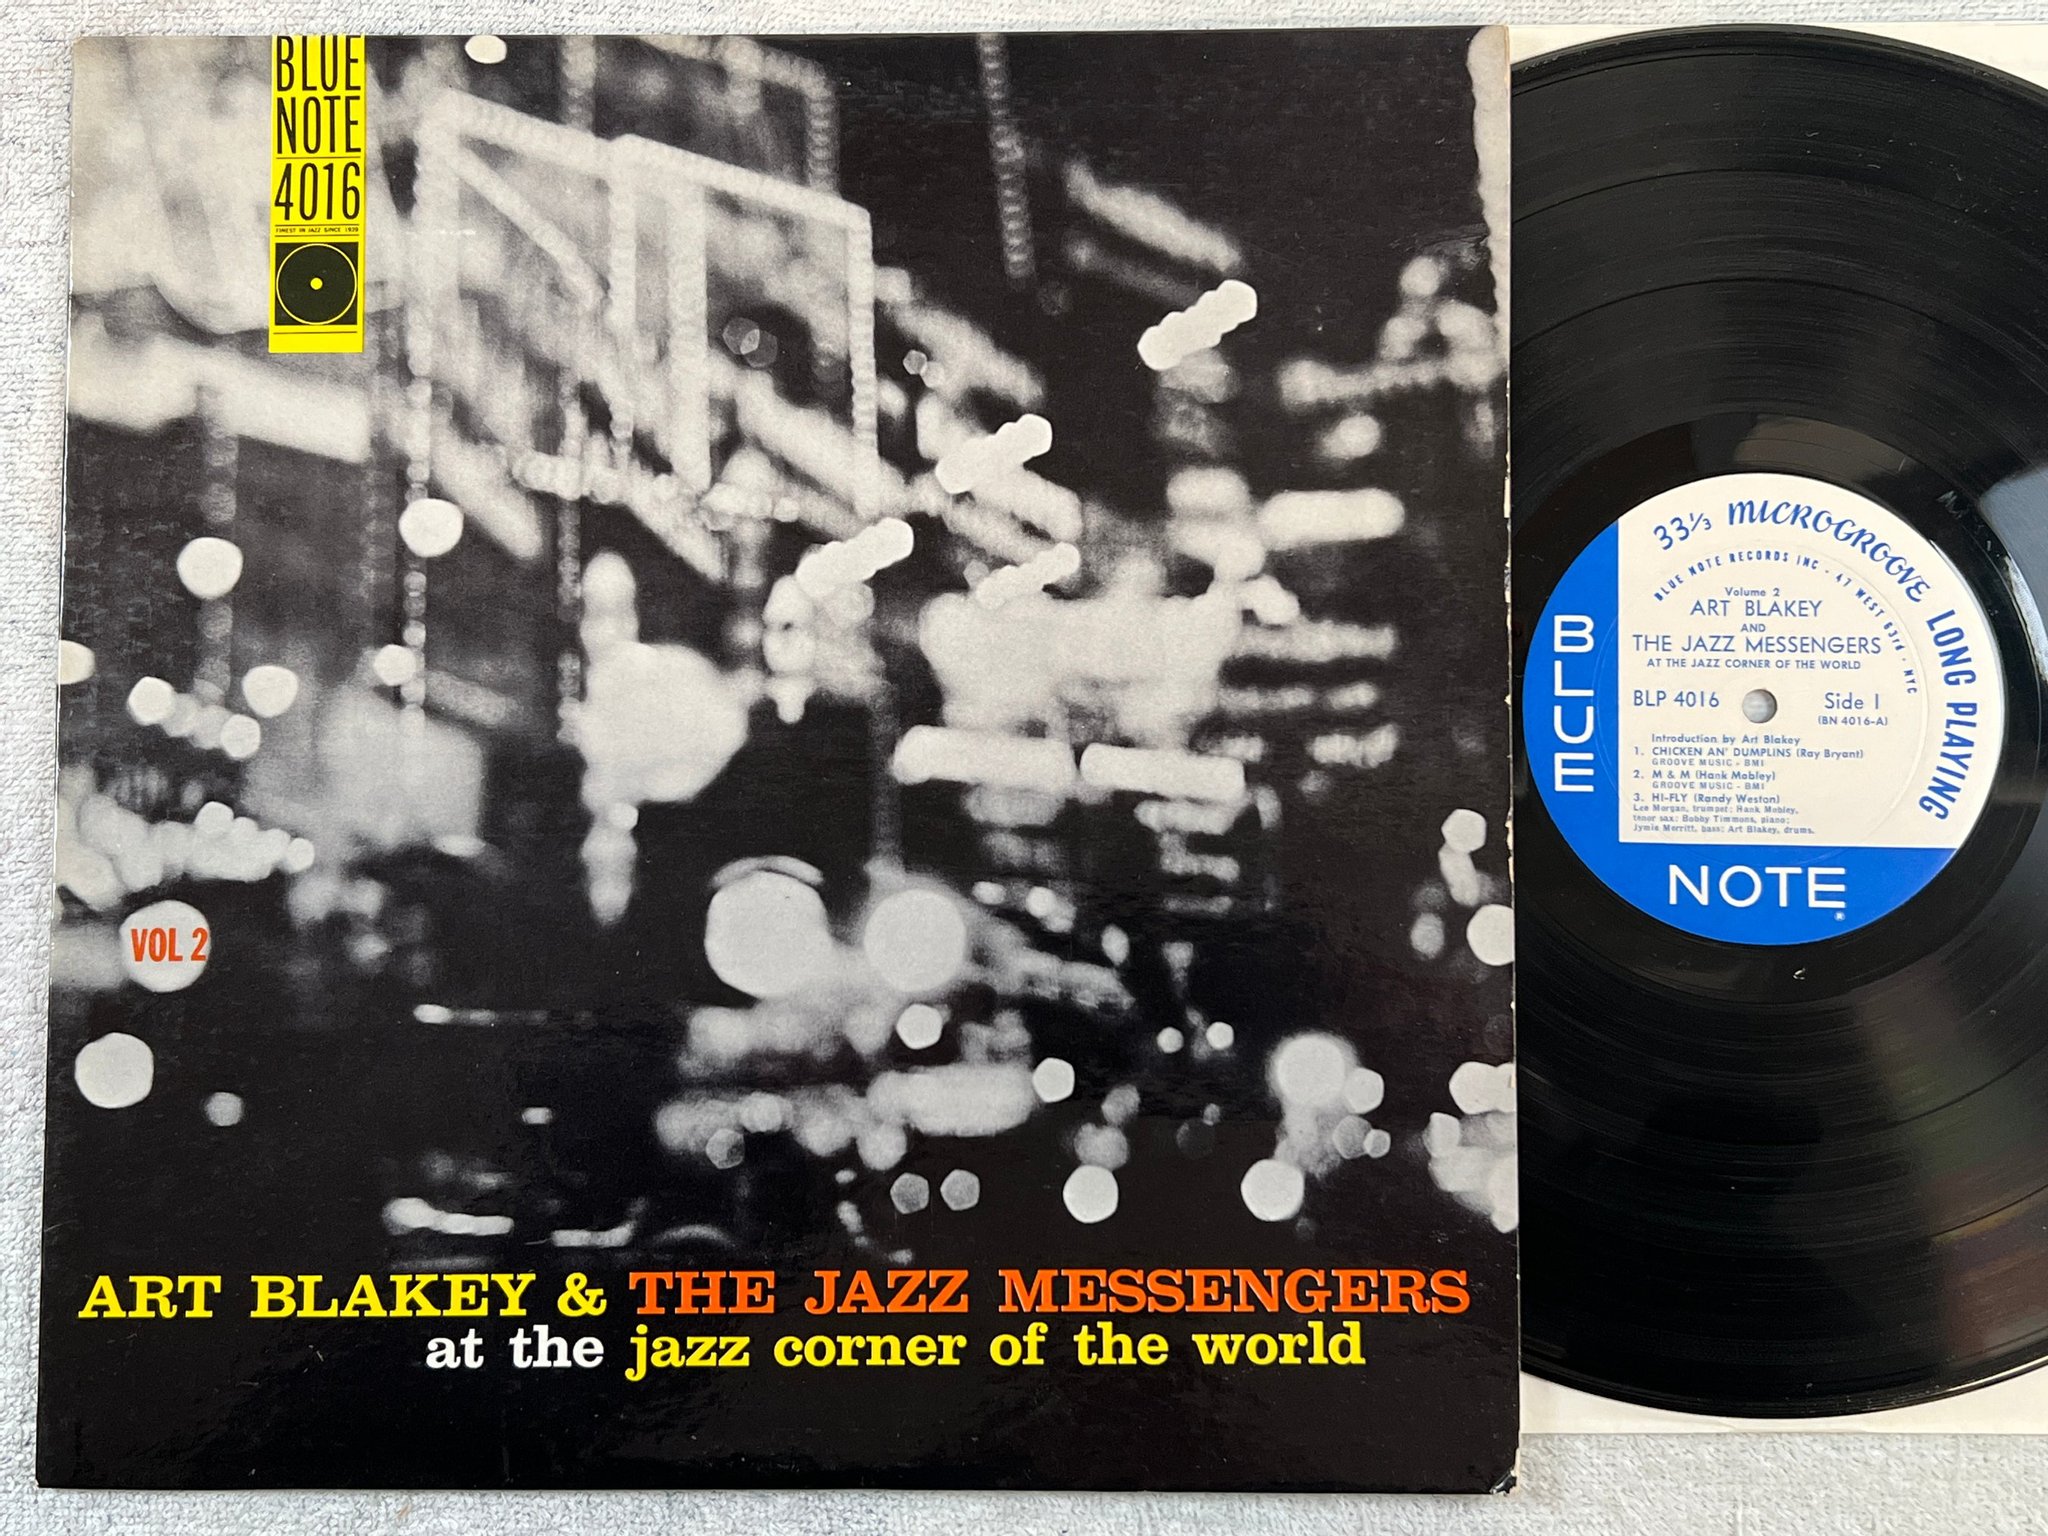 BLUE
NOTE
4016
FINEST IN JAZZ SINCE 1939
VOL 2
ART BLAKEY & THE JAZZ MESSENGERS
at the jazz corner of the world
33⅓ MICROGROOVE LONG PLAYING
BLUE NOTE RECORDS INC • 47 WEST 63rd • NYC
Volume 2
ART BLAKEY
AND
THE JAZZ MESSENGERS
AT THE JAZZ CORNER OF THE WORLD
BLP 4016 Side 1
(BN 4016-A)
Introduction by Art Blakey
1. CHICKEN AN' DUMPLINS (Ray Bryant)
GROOVE MUSIC - BMI
2. M & M (Hank Mobley)
GROOVE MUSIC - BMI
3. HI-FLY (Randy Weston)
Lee Morgan, trumpet; Hank Mobley,
tenor sax; Bobby Timmons, piano;
Jymie Merritt, bass; Art Blakey, drums.
BLUE
NOTE
®